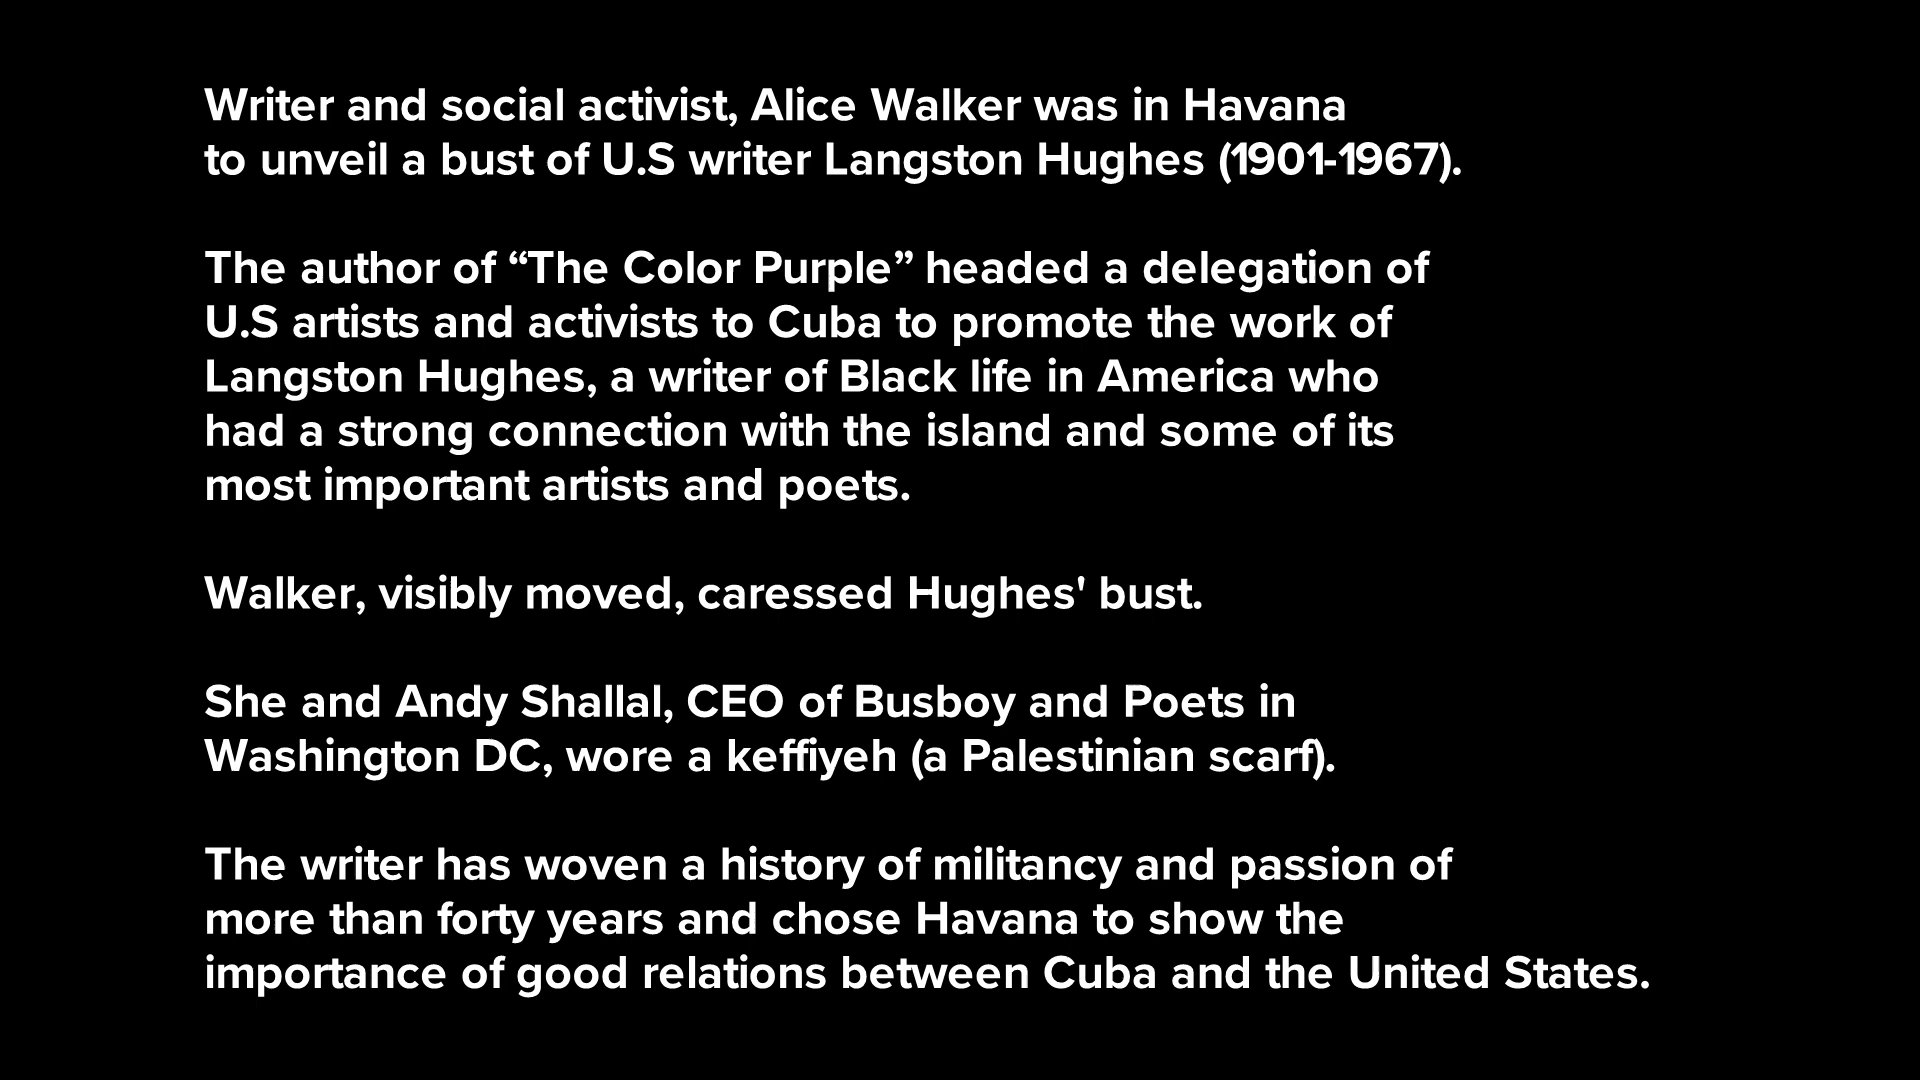 Writer and social activist, Alice Walker was in Havana
to unveil a bust of U.S writer Langston Hughes (1901-1967).
The author of “The Color Purple” headed a delegation of
U.S artists and activists to Cuba to promote the work of
Langston Hughes, a writer of Black life in America who
had a strong connection with the island and some of its
most important artists and poets.
Walker, visibly moved, caressed Hughes' bust.
She and Andy Shallal, CEO of Busboy and Poets in
Washington DC, wore a keffiyeh (a Palestinian scarf).
The writer has woven a history of militancy and passion of
more than forty years and chose Havana to show the
importance of good relations between Cuba and the United States.